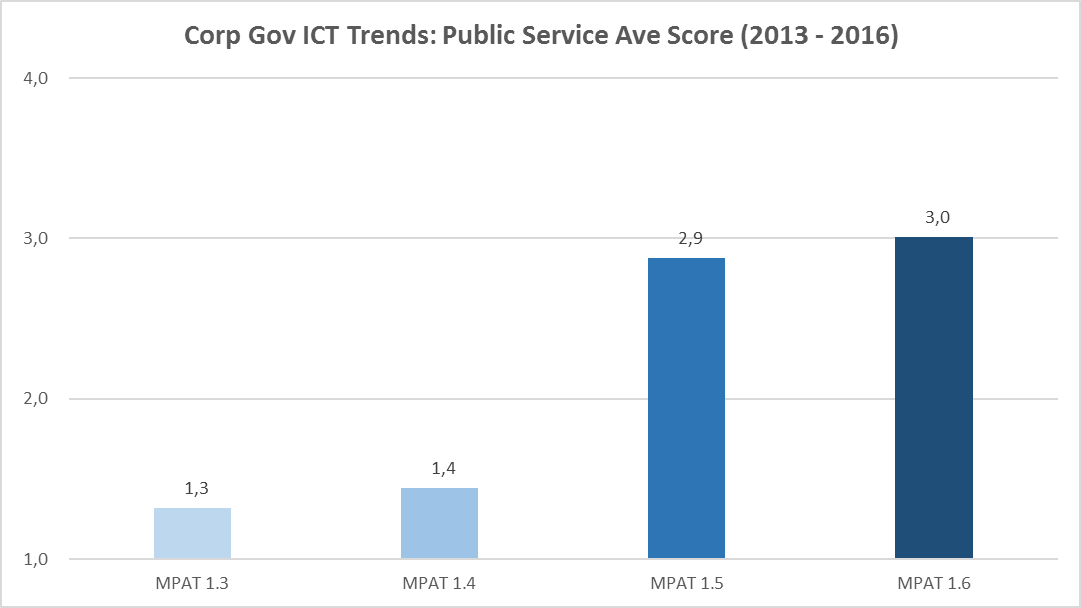 Corp Gov ICT Trends: Public Service Ave Score (2013 - 2016)
4,0
3,0
2,0
1,0
1,3
1,4
2,9
3,0
MPAT 1.3
MPAT 1.4
MPAT 1.5
MPAT 1.6